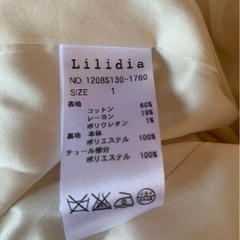 Lilidia
NO. 1208S130-1760
SIZE 1
表地
コットン 80%
レーヨン 19%
ポリウレタン 1%
裏地 本体
ポリエステル 100%
チュール部分
ポリエステル 100%